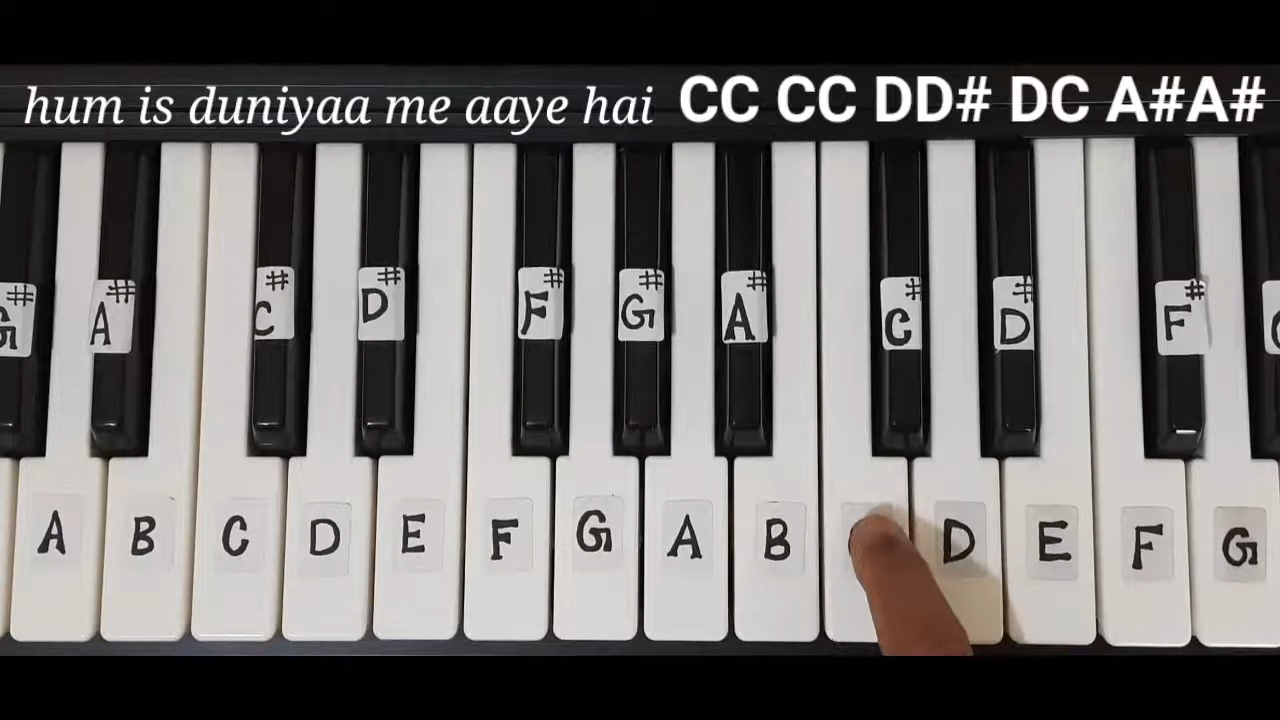 hum is duniyaa me aaye hai CC CC DD# DC A#A#
G# A# C# D# F# G# A# C# D# F#
A B C D E F G A B D E F G